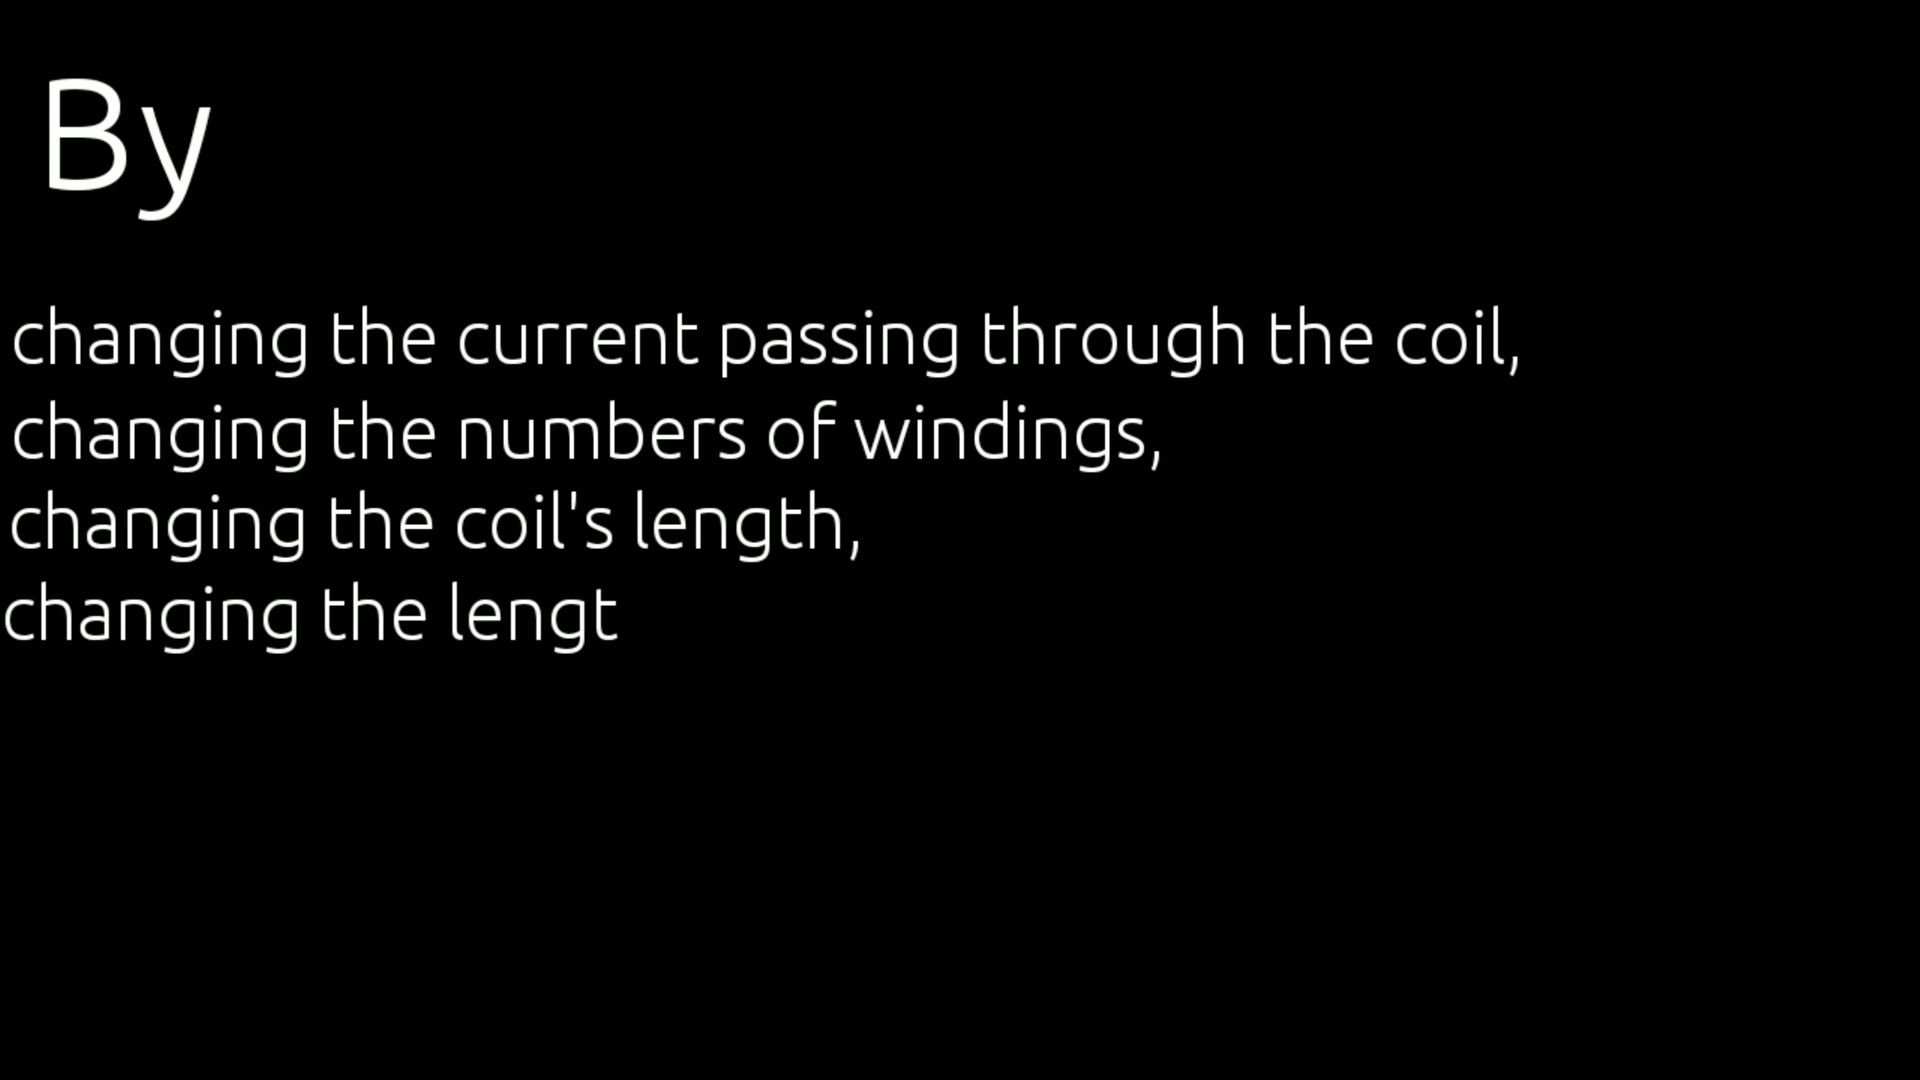 By
changing the current passing through the coil,
changing the numbers of windings,
changing the coil's length,
changing the lengt